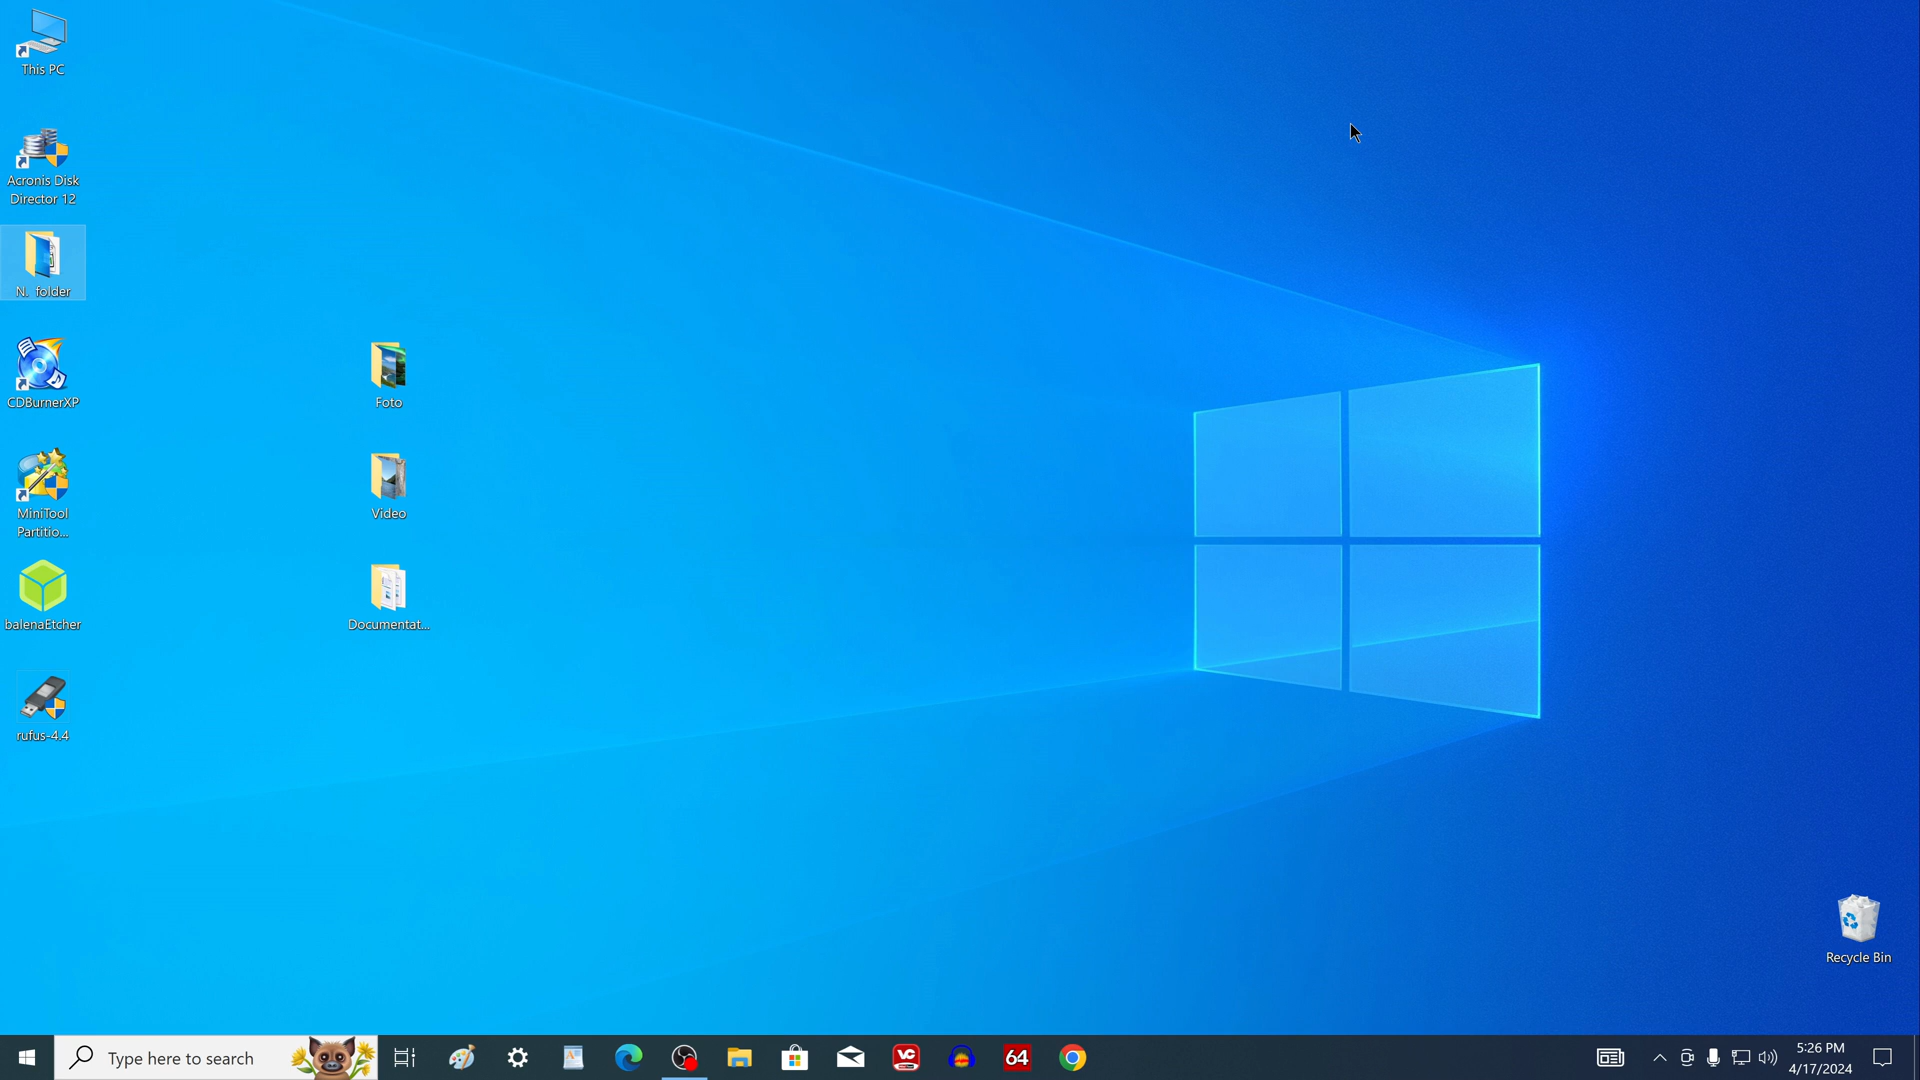 This PC
Acronis Disk
Director 12
N.  folder
CDBurnerXP
MiniTool
Partitio...
balenaEtcher
rufus-4.4
Foto
Video
Documentat...
Recycle Bin
Type here to search
VC
64
5:26 PM
4/17/2024